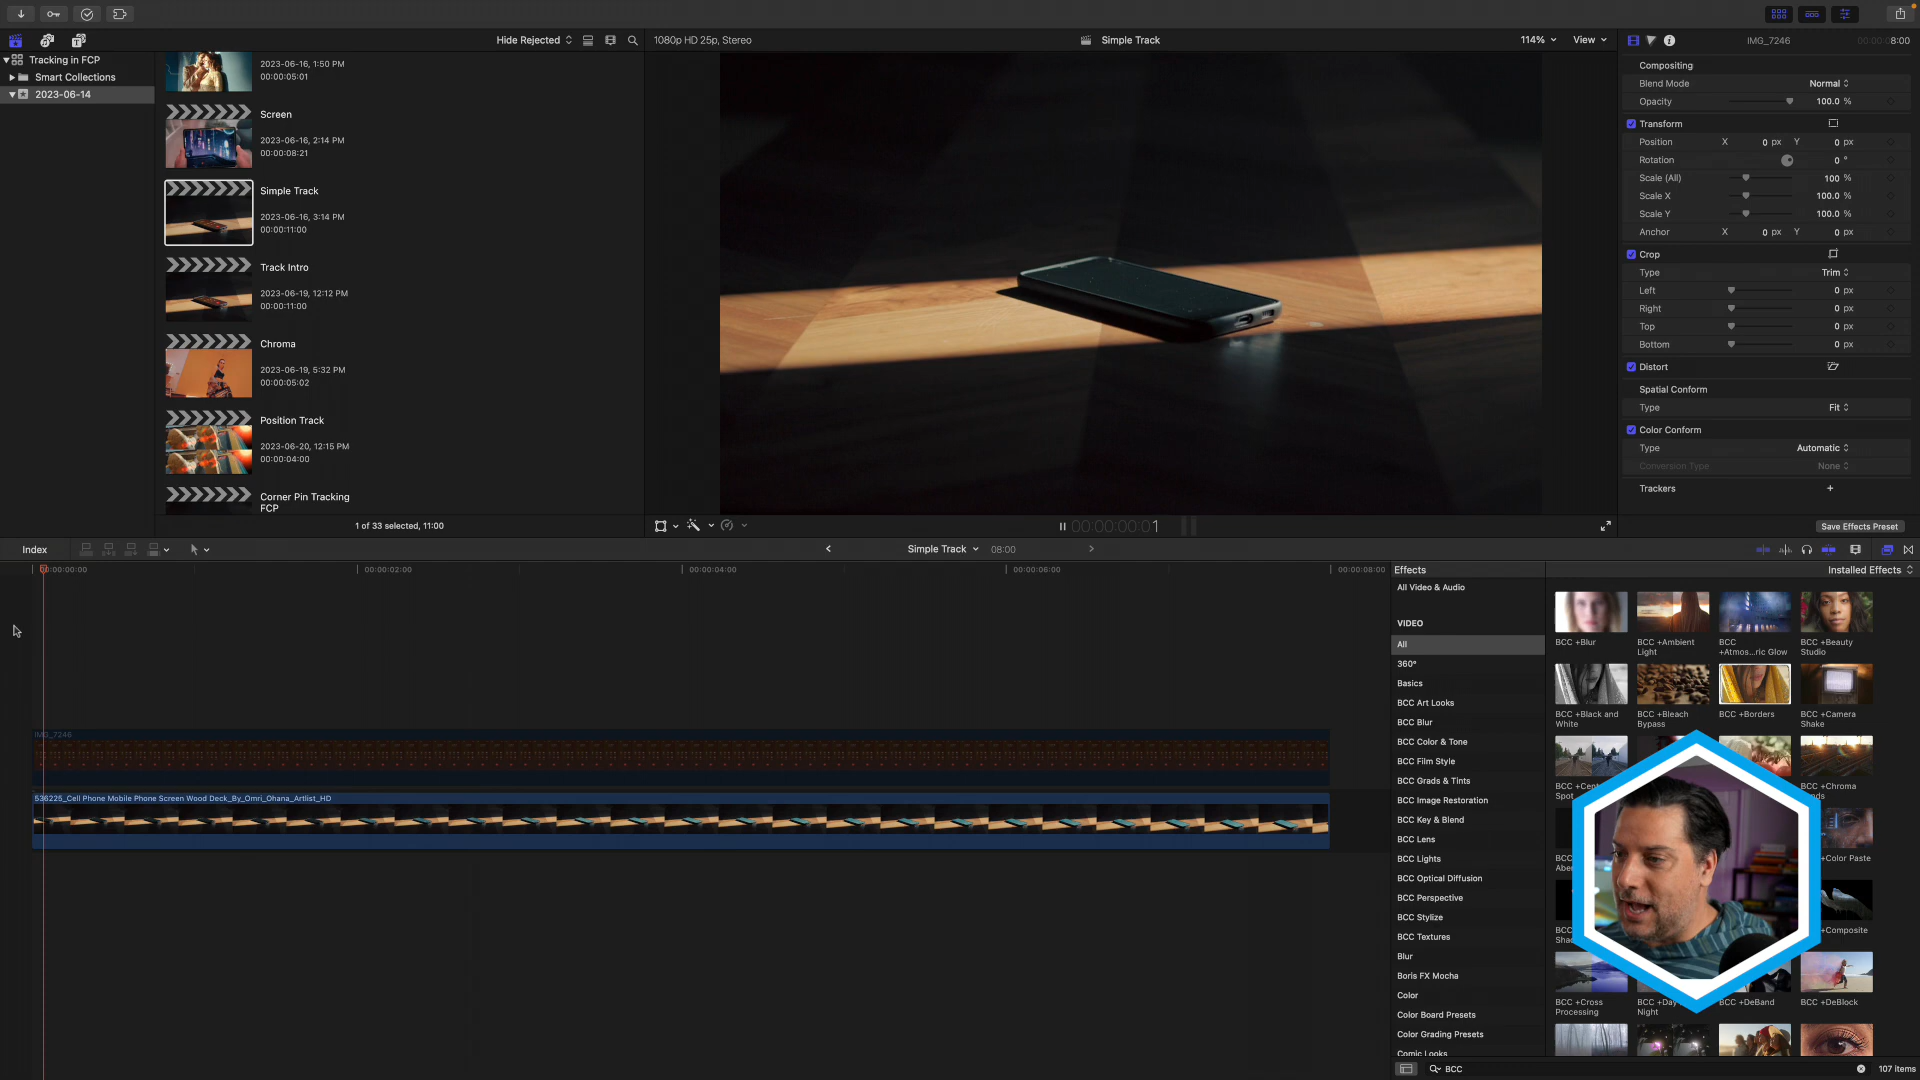 Hide Rejected
1080p HD 25p, Stereo
Simple Track
114%
View
IMG_7246
8:00
Tracking in FCP
Smart Collections
2023-06-14
2023-06-16, 1:50 PM
00:00:05:01
Screen
2023-06-16, 2:14 PM
00:00:08:21
Simple Track
2023-06-16, 3:14 PM
00:00:11:00
Track Intro
2023-06-19, 12:12 PM
00:00:11:00
Chroma
2023-06-19, 5:32 PM
00:00:05:02
Position Track
2023-06-20, 12:15 PM
00:00:04:00
Corner Pin Tracking
FCP
1 of 33 selected, 11:00
00:00:00:01
Compositing
Blend Mode Normal
Opacity 100.0 %
Transform
Position X 0 px Y 0 px
Rotation 0 °
Scale (All) 100 %
Scale X 100.0 %
Scale Y 100.0 %
Anchor X 0 px Y 0 px
Crop
Type Trim
Left 0 px
Right 0 px
Top 0 px
Bottom 0 px
Distort
Spatial Conform
Type Fit
Color Conform
Type Automatic
Conversion Type None
Trackers +
Save Effects Preset
Index
Simple Track 08:00
00:00:00:00 00:00:02:00 00:00:04:00 00:00:06:00 00:00:08:00
IMG_7246
536225_Cell Phone Mobile Phone Screen Wood Deck_By_Omri_Ohana_Artlist_HD
Effects
Installed Effects
All Video & Audio
VIDEO
All
360°
Basics
BCC Art Looks
BCC Blur
BCC Color & Tone
BCC Film Style
BCC Grads & Tints
BCC Image Restoration
BCC Key & Blend
BCC Lens
BCC Lights
BCC Optical Diffusion
BCC Perspective
BCC Stylize
BCC Textures
Blur
Boris FX Mocha
Color
Color Board Presets
Color Grading Presets
Comic Looks
BCC +Blur
BCC +Ambient
Light
BCC
+Atmos...ric Glow
BCC +Beauty
Studio
BCC +Black and
White
BCC +Bleach
Bypass
BCC +Borders
BCC +Camera
Shake
BCC +Cent
Spot
BCC +Chroma
BCC
+Color Paste
BCC
+Composite
BCC +Cross
Processing
BCC +Day
Night
BCC +DeBand
BCC +DeBlock
BCC
107 items